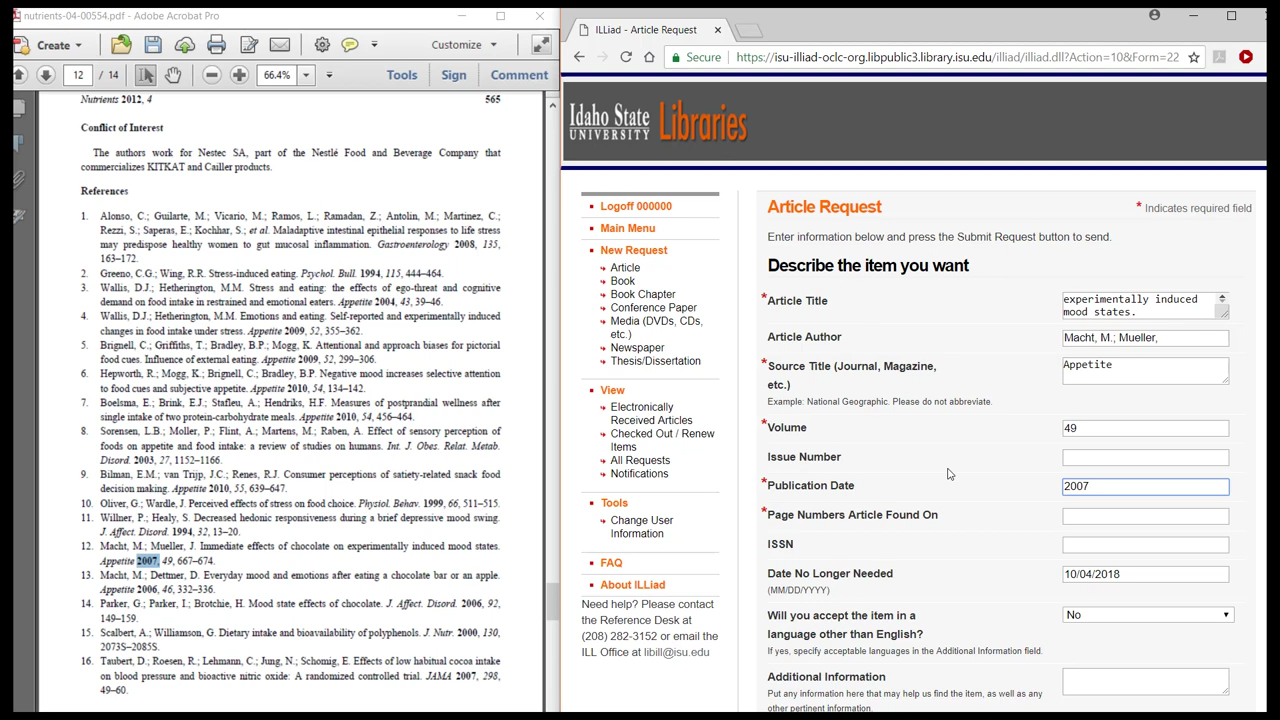 nutrients-04-00554.pdf - Adobe Acrobat Pro
Create
Customize
12 / 14
66.4%
Tools
Sign
Comment
Nutrients 2012, 4
565
Conflict of Interest
The authors work for Nestec SA, part of the Nestlé Food and Beverage Company that
commercializes KITKAT and Cailler products.
References
1. Alonso, C.; Guilarte, M.; Vicario, M.; Ramos, L.; Ramadan, Z.; Antolin, M.; Martinez, C.;
Rezzi, S.; Saperas, E.; Kochhar, S.; et al. Maladaptive intestinal epithelial responses to life stress
may predispose healthy women to gut mucosal inflammation. Gastroenterology 2008, 135,
163–172.
2. Greeno, C.G.; Wing, R.R. Stress-induced eating. Psychol. Bull. 1994, 115, 444–464.
3. Wallis, D.J.; Hetherington, M.M. Stress and eating: the effects of ego-threat and cognitive
demand on food intake in restrained and emotional eaters. Appetite 2004, 43, 39–46.
4. Wallis, D.J.; Hetherington, M.M. Emotions and eating. Self-reported and experimentally induced
changes in food intake under stress. Appetite 2009, 52, 355–362.
5. Brignell, C.; Griffiths, T.; Bradley, B.P.; Mogg, K. Attentional and approach biases for pictorial
food cues. Influence of external eating. Appetite 2009, 52, 299–306.
6. Hepworth, R.; Mogg, K.; Brignell, C.; Bradley, B.P. Negative mood increases selective attention
to food cues and subjective appetite. Appetite 2010, 54, 134–142.
7. Boelsma, E.; Brink, E.J.; Stafleu, A.; Hendriks, H.F. Measures of postprandial wellness after
single intake of two protein-carbohydrate meals. Appetite 2010, 54, 456–464.
8. Sorensen, L.B.; Moller, P.; Flint, A.; Martens, M.; Raben, A. Effect of sensory perception of
foods on appetite and food intake: a review of studies on humans. Int. J. Obes. Relat. Metab.
Disord. 2003, 27, 1152–1166.
9. Bilman, E.M.; van Trijp, J.C.; Renes, R.J. Consumer perceptions of satiety-related snack food
decision making. Appetite 2010, 55, 639–647.
10. Oliver, G.; Wardle, J. Perceived effects of stress on food choice. Physiol. Behav. 1999, 66, 511–515.
11. Willner, P.; Healy, S. Decreased hedonic responsiveness during a brief depressive mood swing.
J. Affect. Disord. 1994, 32, 13–20.
12. Macht, M.; Mueller, J. Immediate effects of chocolate on experimentally induced mood states.
Appetite 2007, 49, 667–674.
13. Macht, M.; Dettmer, D. Everyday mood and emotions after eating a chocolate bar or an apple.
Appetite 2006, 46, 332–336.
14. Parker, G.; Parker, I.; Brotchie, H. Mood state effects of chocolate. J. Affect. Disord. 2006, 92,
149–159.
15. Scalbert, A.; Williamson, G. Dietary intake and bioavailability of polyphenols. J. Nutr. 2000, 130,
2073S–2085S.
16. Taubert, D.; Roesen, R.; Lehmann, C.; Jung, N.; Schomig, E. Effects of low habitual cocoa intake
on blood pressure and bioactive nitric oxide: A randomized controlled trial. JAMA 2007, 298,
49–60.
ILLiad - Article Request
Secure
https://isu-illiad-oclc-org.libpublic3.library.isu.edu/illiad/illiad.dll?Action=10&Form=22
Idaho State
UNIVERSITY
Libraries
Logoff 000000
Main Menu
New Request
Article
Book
Book Chapter
Conference Paper
Media (DVDs, CDs,
etc.)
Newspaper
Thesis/Dissertation
View
Electronically
Received Articles
Checked Out / Renew
Items
All Requests
Notifications
Tools
Change User
Information
FAQ
About ILLiad
Need help? Please contact
the Reference Desk at
(208) 282-3152 or email the
ILL Office at libill@isu.edu
Article Request
* Indicates required field
Enter information below and press the Submit Request button to send.
Describe the item you want
*Article Title
experimentally induced
mood states.
Article Author
Macht, M.; Mueller,
*Source Title (Journal, Magazine,
etc.)
Appetite
Example: National Geographic. Please do not abbreviate.
*Volume
49
Issue Number
*Publication Date
2007
*Page Numbers Article Found On
ISSN
Date No Longer Needed
10/04/2018
(MM/DD/YYYY)
Will you accept the item in a
language other than English?
No
If yes, specify acceptable languages in the Additional Information field.
Additional Information
Put any information here that may help us find the item, as well as any
other pertinent information.